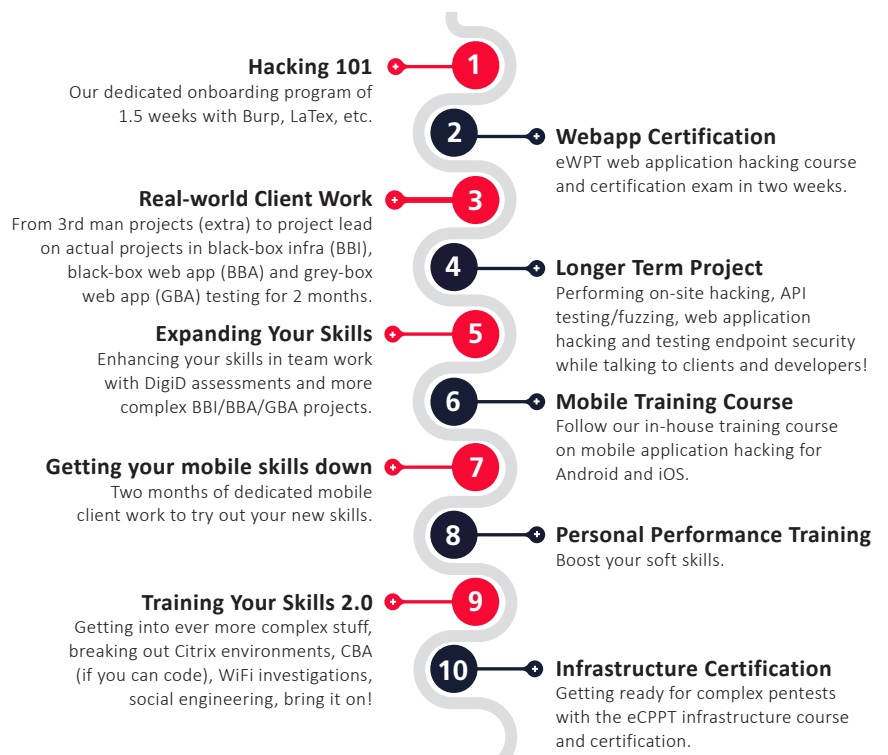 1
Hacking 101
Our dedicated onboarding program of
1.5 weeks with Burp, LaTex, etc.
2
Webapp Certification
eWPT web application hacking course
and certification exam in two weeks.
3
Real-world Client Work
From 3rd man projects (extra) to project lead
on actual projects in black-box infra (BBI),
black-box web app (BBA) and grey-box
web app (GBA) testing for 2 months.
4
Longer Term Project
Performing on-site hacking, API
testing/fuzzing, web application
hacking and testing endpoint security
while talking to clients and developers!
5
Expanding Your Skills
Enhancing your skills in team work
with DigiD assessments and more
complex BBI/BBA/GBA projects.
6
Mobile Training Course
Follow our in-house training course
on mobile application hacking for
Android and iOS.
7
Getting your mobile skills down
Two months of dedicated mobile
client work to try out your new skills.
8
Personal Performance Training
Boost your soft skills.
9
Training Your Skills 2.0
Getting into ever more complex stuff,
breaking out Citrix environments, CBA
(if you can code), WiFi investigations,
social engineering, bring it on!
10
Infrastructure Certification
Getting ready for complex pentests
with the eCPPT infrastructure course
and certification.